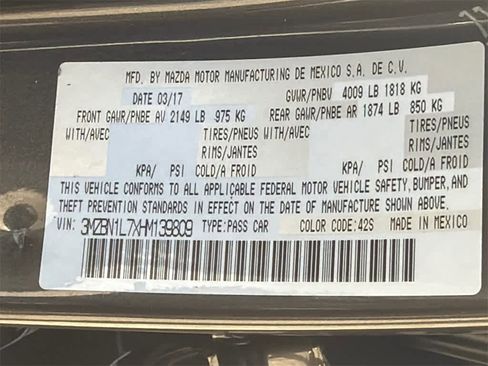 MFD. BY MAZDA MOTOR MANUFACTURING DE MEXICO S.A. DE C.V.
DATE 03/17 GVWR/PNBV 4009 LB 1818 KG
FRONT GAWR/PNBE AV 2149 LB 975 KG REAR GAWR/PNBE AR 1874 LB 850 KG
WITH/AVEC TIRES/PNEUS WITH/AVEC TIRES/PNEUS
RIMS/JANTES RIMS/JANTES
KPA/ PSI COLD/A FROID KPA/ PSI COLD/A FROID
THIS VEHICLE CONFORMS TO ALL APPLICABLE FEDERAL MOTOR VEHICLE SAFETY, BUMPER, AND
THEFT PREVENTION STANDARDS IN EFFECT ON THE DATE OF MANUFACTURE SHOWN ABOVE.
VIN: 3MZBN1L7XHM139809 TYPE:PASS CAR COLOR CODE:42S MADE IN MEXICO